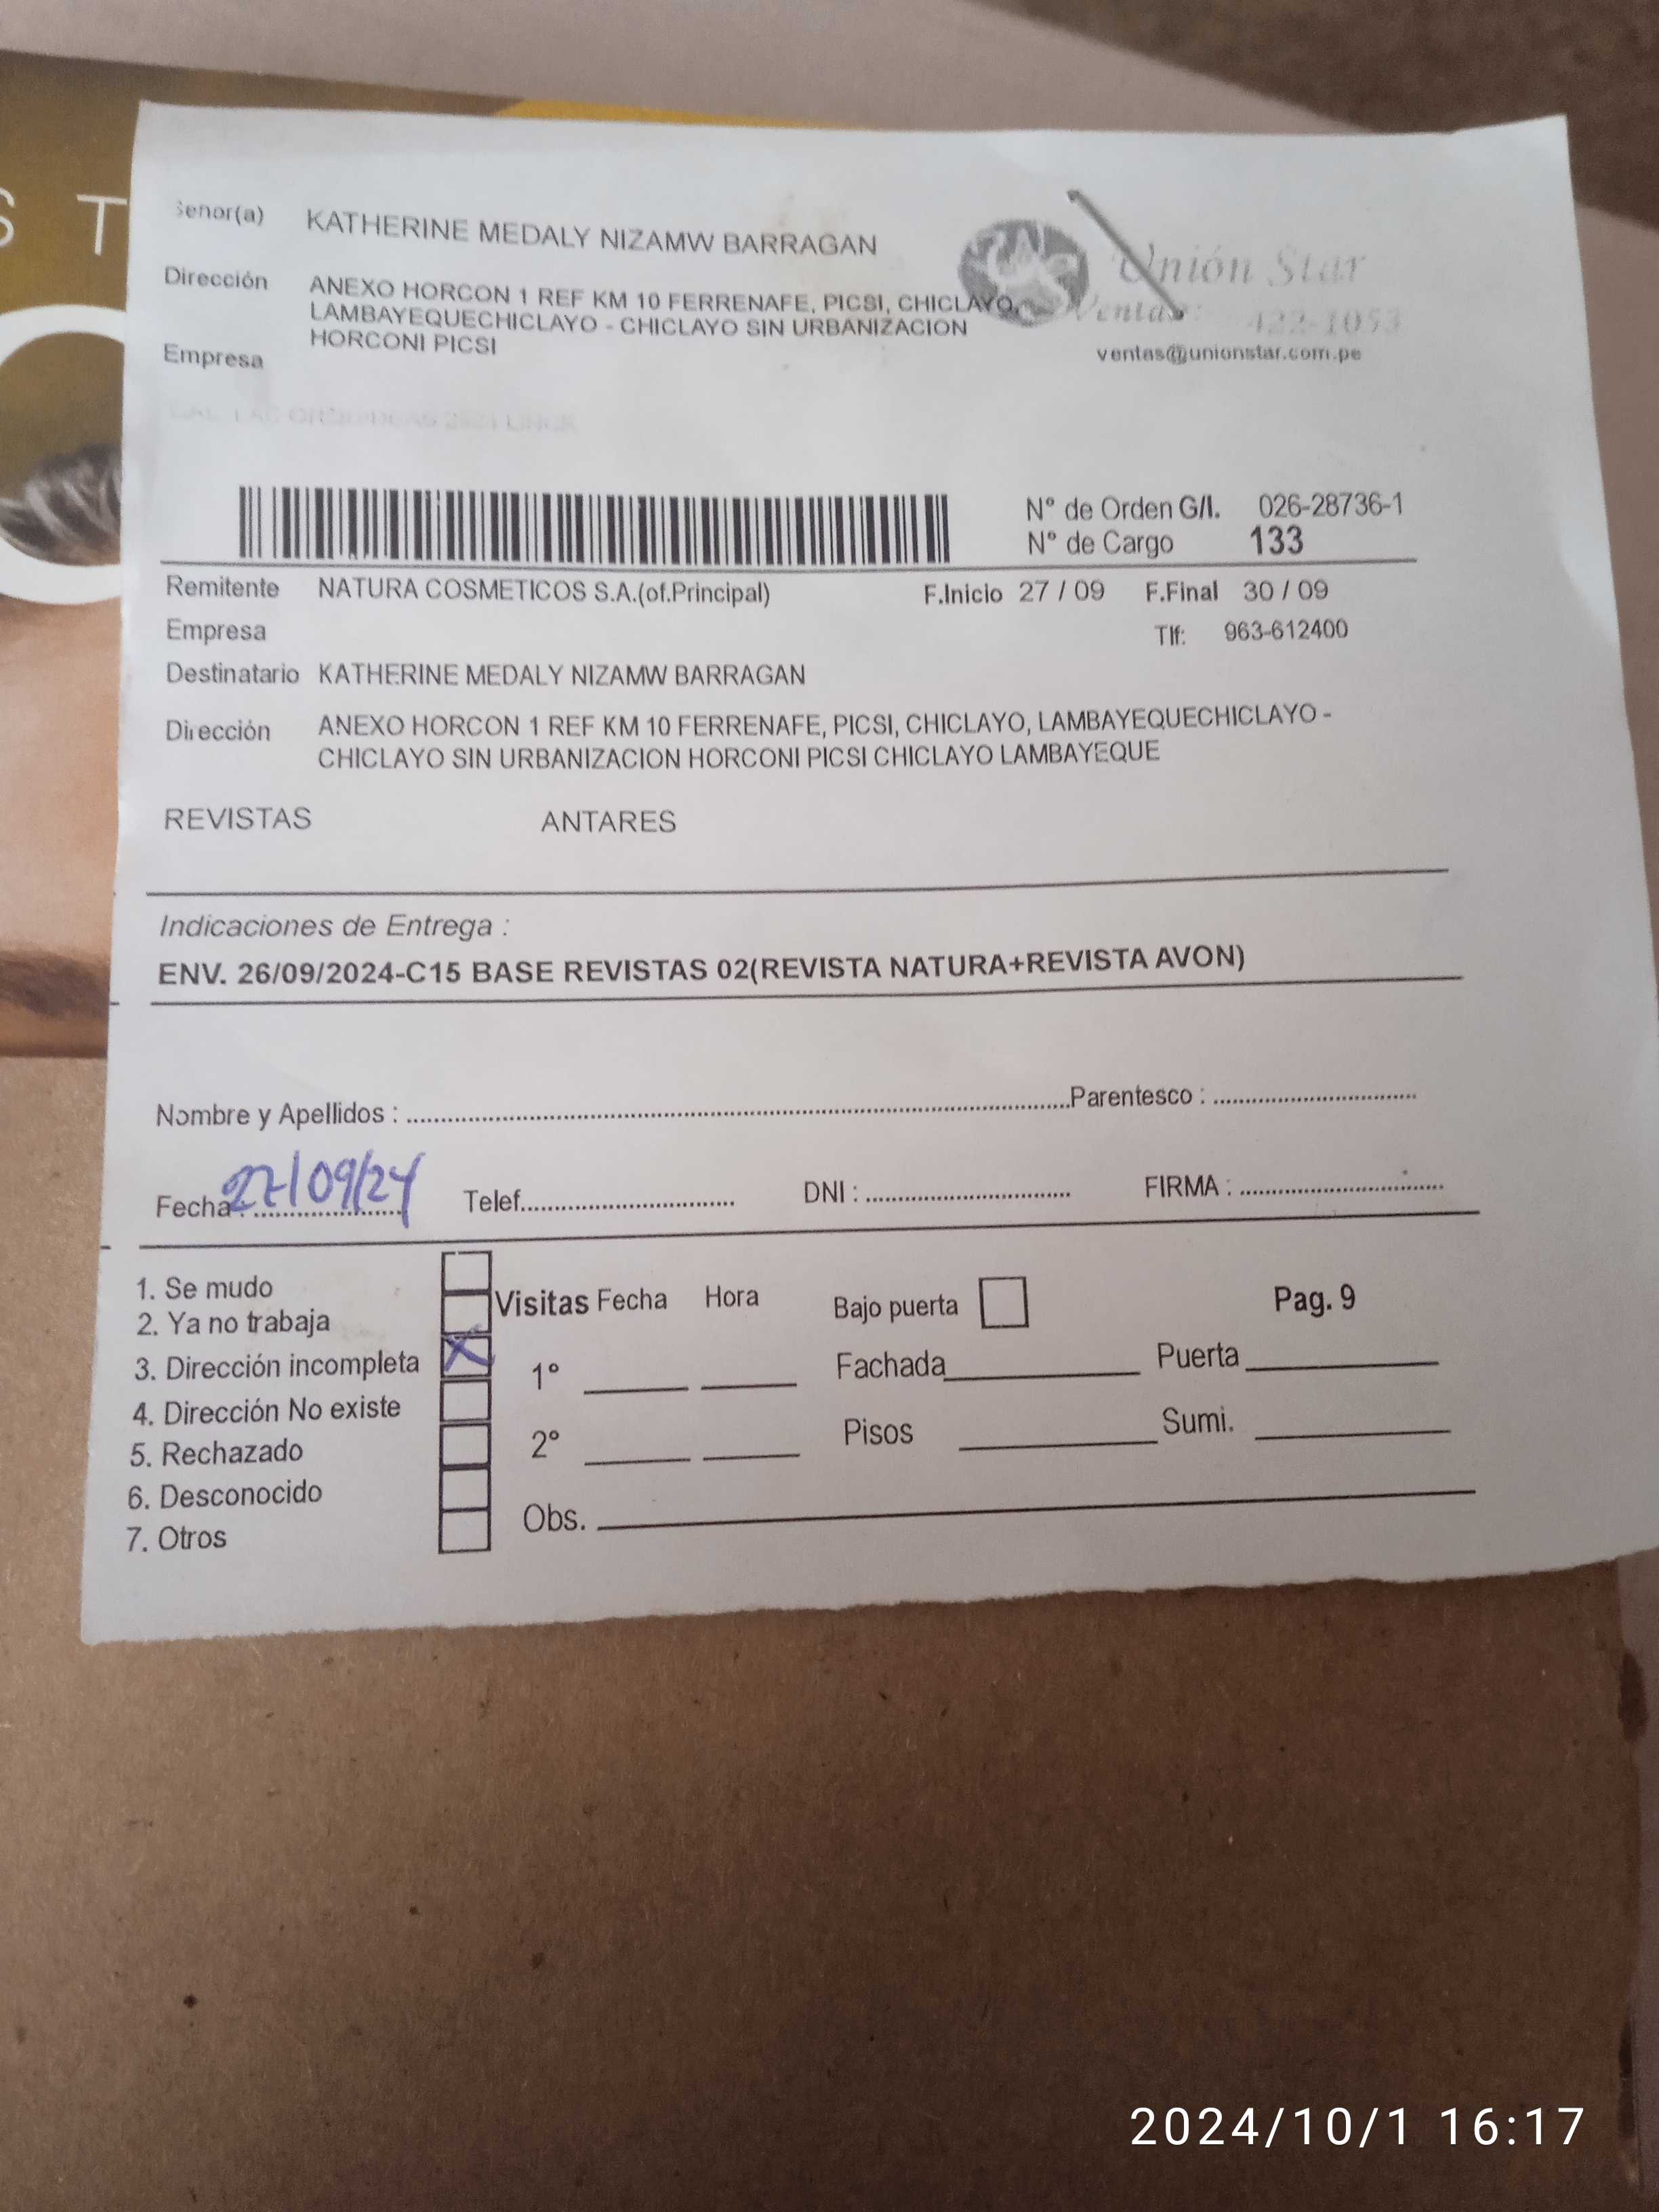 S T
Señor(a) KATHERINE MEDALY NIZAMW BARRAGAN
Unión Star
Dirección ANEXO HORCON 1 REF KM 10 FERRENAFE, PICSI, CHICLAYO,
LAMBAYEQUECHICLAYO - CHICLAYO SIN URBANIZACION
HORCONI PICSI
Ventas: 422-1053
ventas@unionstar.com.pe
Empresa
Nº de Orden G/I. 026-28736-1
Nº de Cargo 133
Remitente NATURA COSMETICOS S.A.(of.Principal) F.Inicio 27 / 09 F.Final 30 / 09
Empresa Tlf: 963-612400
Destinatario KATHERINE MEDALY NIZAMW BARRAGAN
Dirección ANEXO HORCON 1 REF KM 10 FERRENAFE, PICSI, CHICLAYO, LAMBAYEQUECHICLAYO -
CHICLAYO SIN URBANIZACION HORCONI PICSI CHICLAYO LAMBAYEQUE
REVISTAS ANTARES
Indicaciones de Entrega :
ENV. 26/09/2024-C15 BASE REVISTAS 02(REVISTA NATURA+REVISTA AVON)
Nombre y Apellidos : Parentesco :
Fecha : 27/09/24 Telef. DNI : FIRMA :
1. Se mudo
2. Ya no trabaja
3. Dirección incompleta X
4. Dirección No existe
5. Rechazado
6. Desconocido
7. Otros
Visitas Fecha Hora Bajo puerta Pag. 9
1º Fachada Puerta
2º Pisos Sumi.
Obs.
2024/10/1 16:17